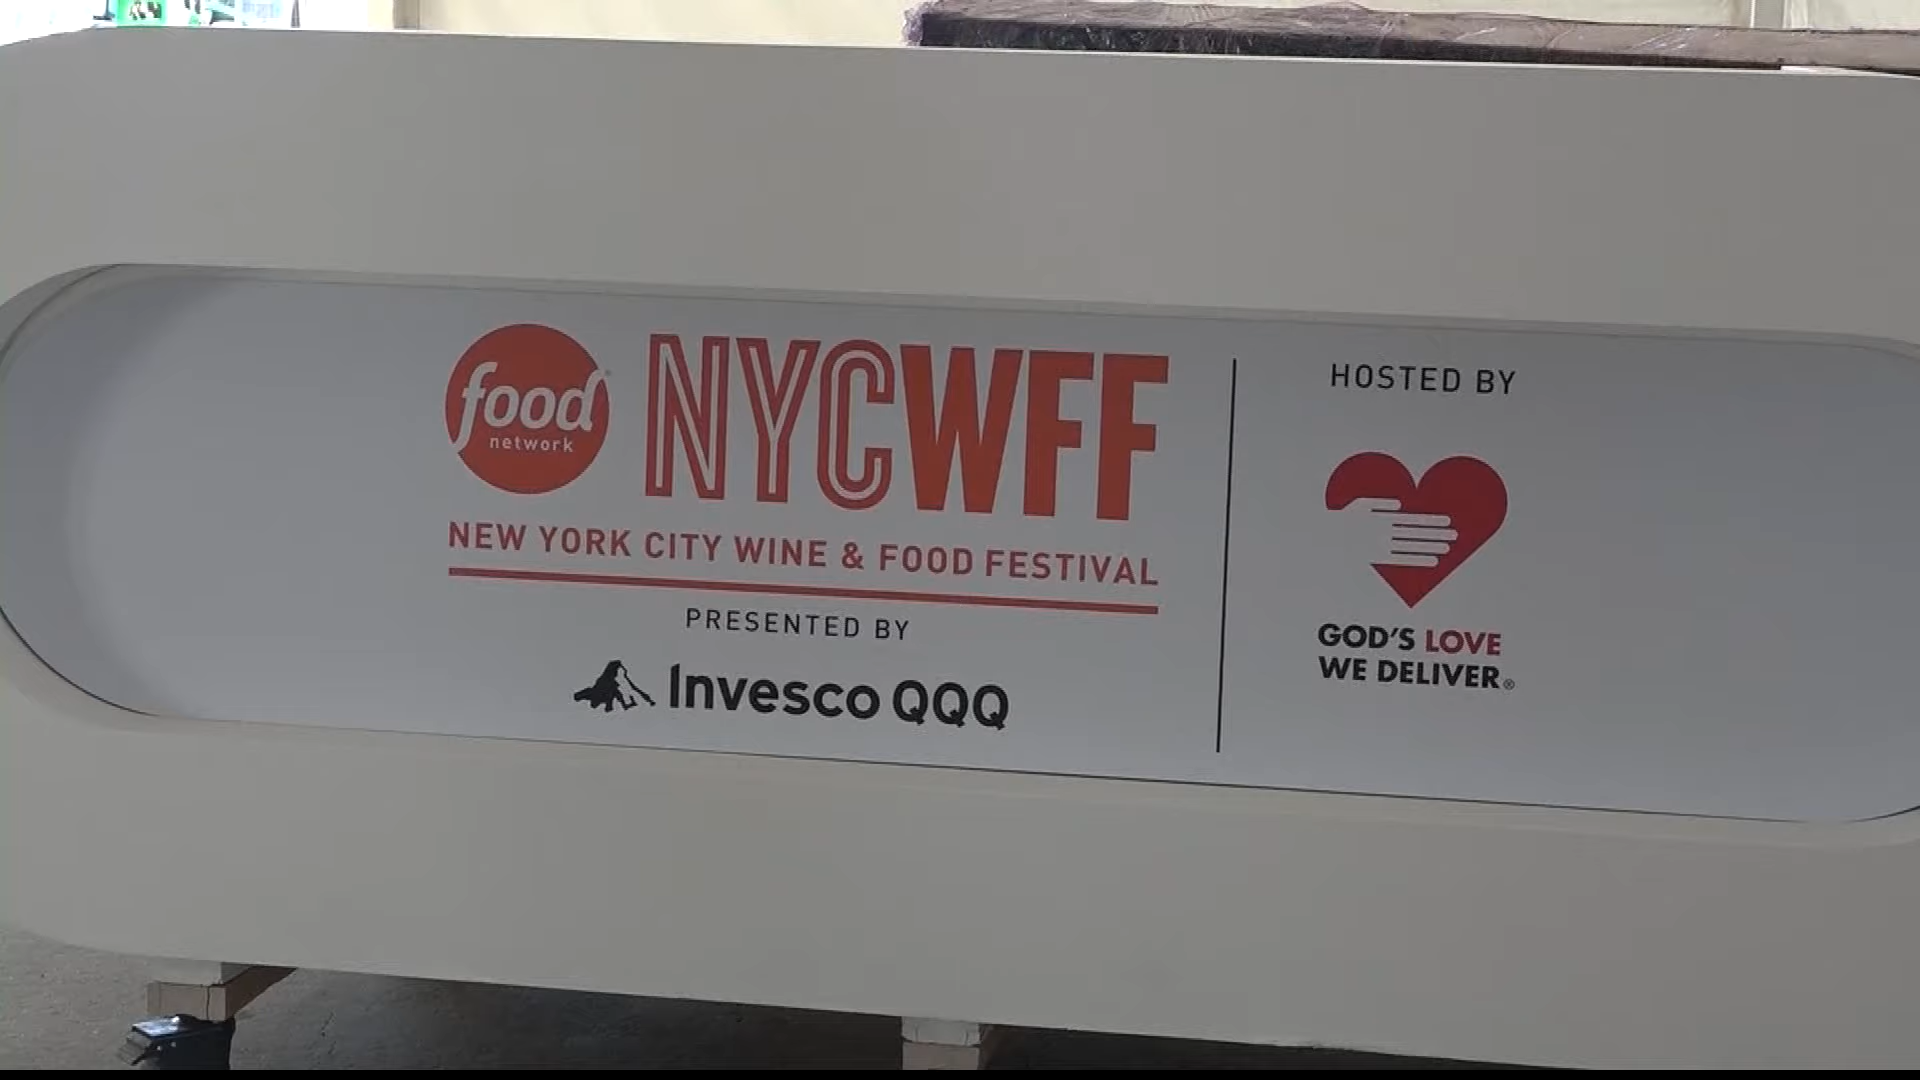 food
network
NYCWFF
NEW YORK CITY WINE & FOOD FESTIVAL
PRESENTED BY
Invesco QQQ
HOSTED BY
GOD'S LOVE
WE DELIVER®